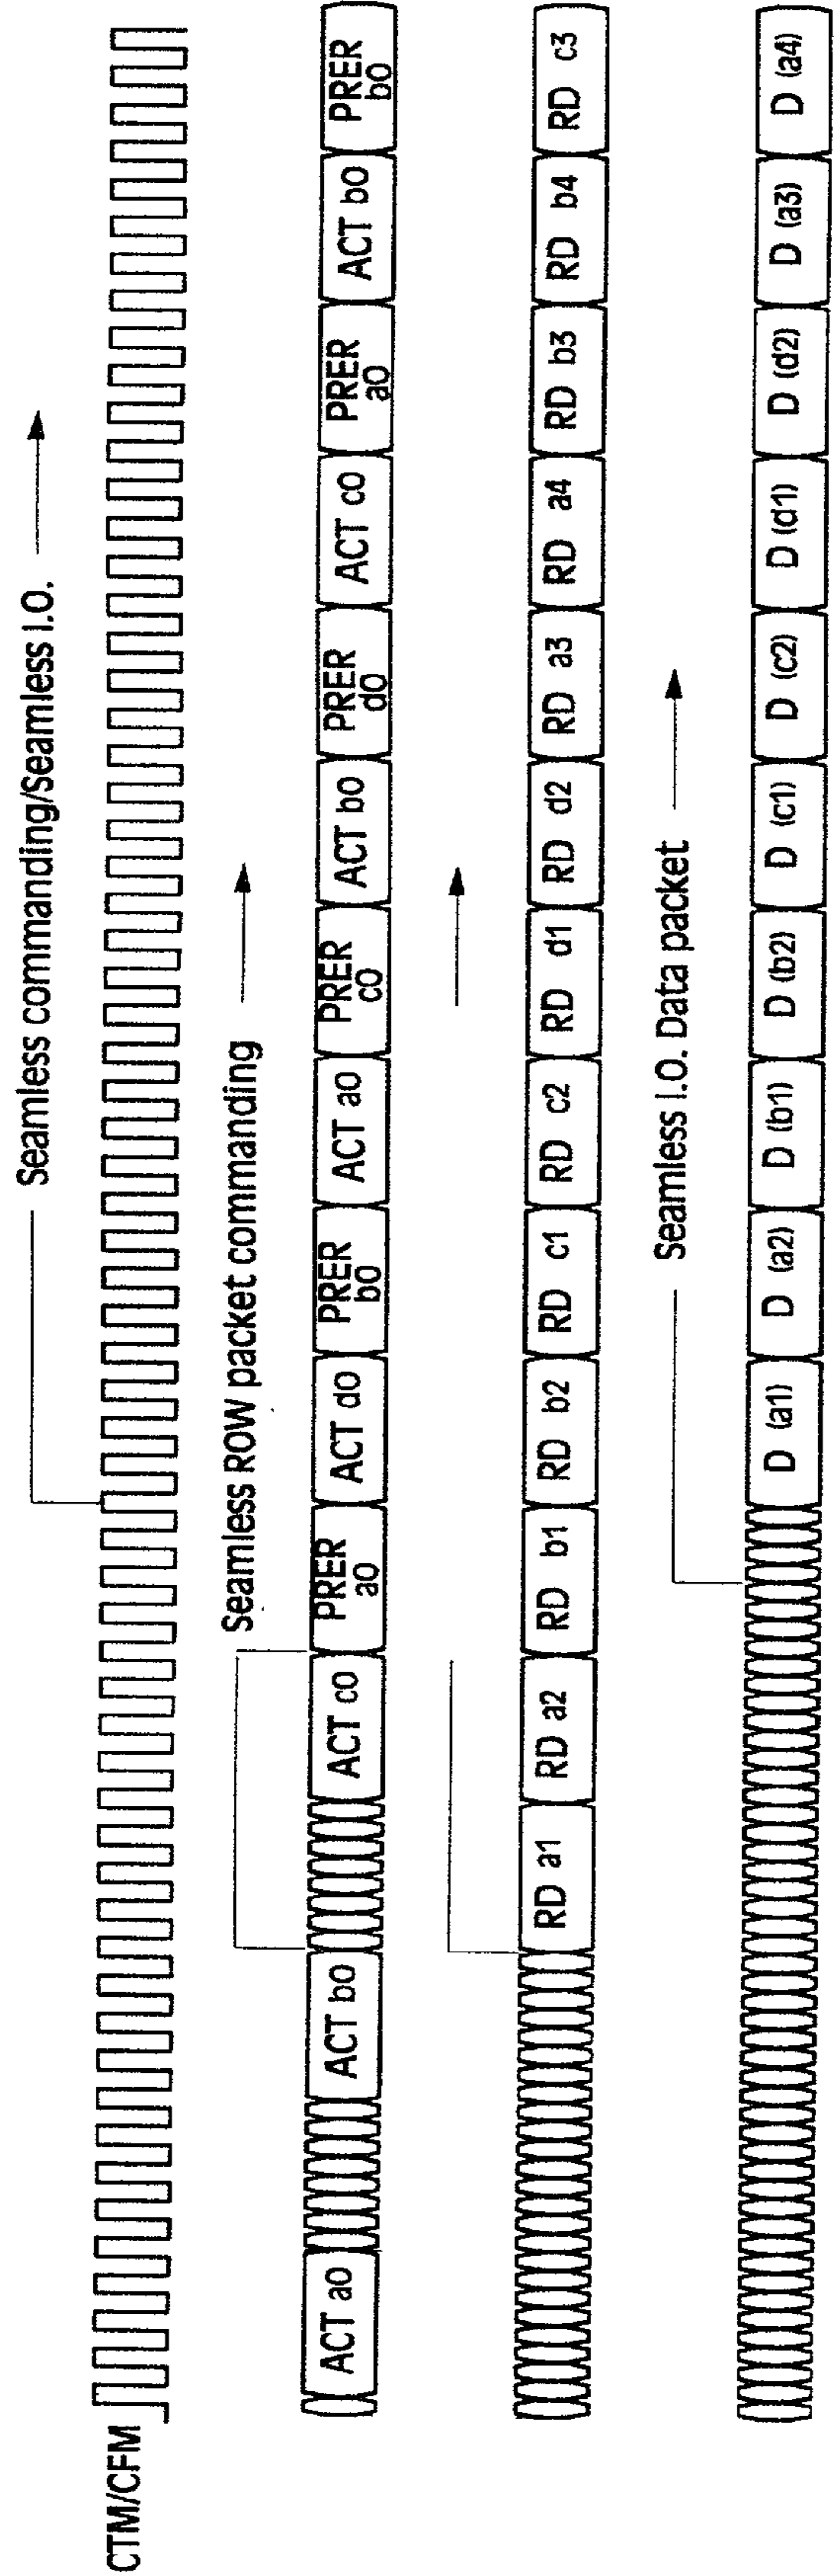 Seamless commanding/Seamless I.O.
CTM/CFM
Seamless ROW packet commanding
ACT a0 ACT b0 ACT c0 PRER a0 ACT d0 PRER b0 ACT a0 PRER c0 ACT b0 PRER d0 ACT c0 PRER a0 ACT b0 PRER b0
RD a1 RD a2 RD b1 RD b2 RD c1 RD c2 RD d1 RD d2 RD a3 RD a4 RD b3 RD b4 RD c3
Seamless I.O. Data packet
D (a1) D (a2) D (b1) D (b2) D (c1) D (c2) D (d1) D (d2) D (a3) D (a4)